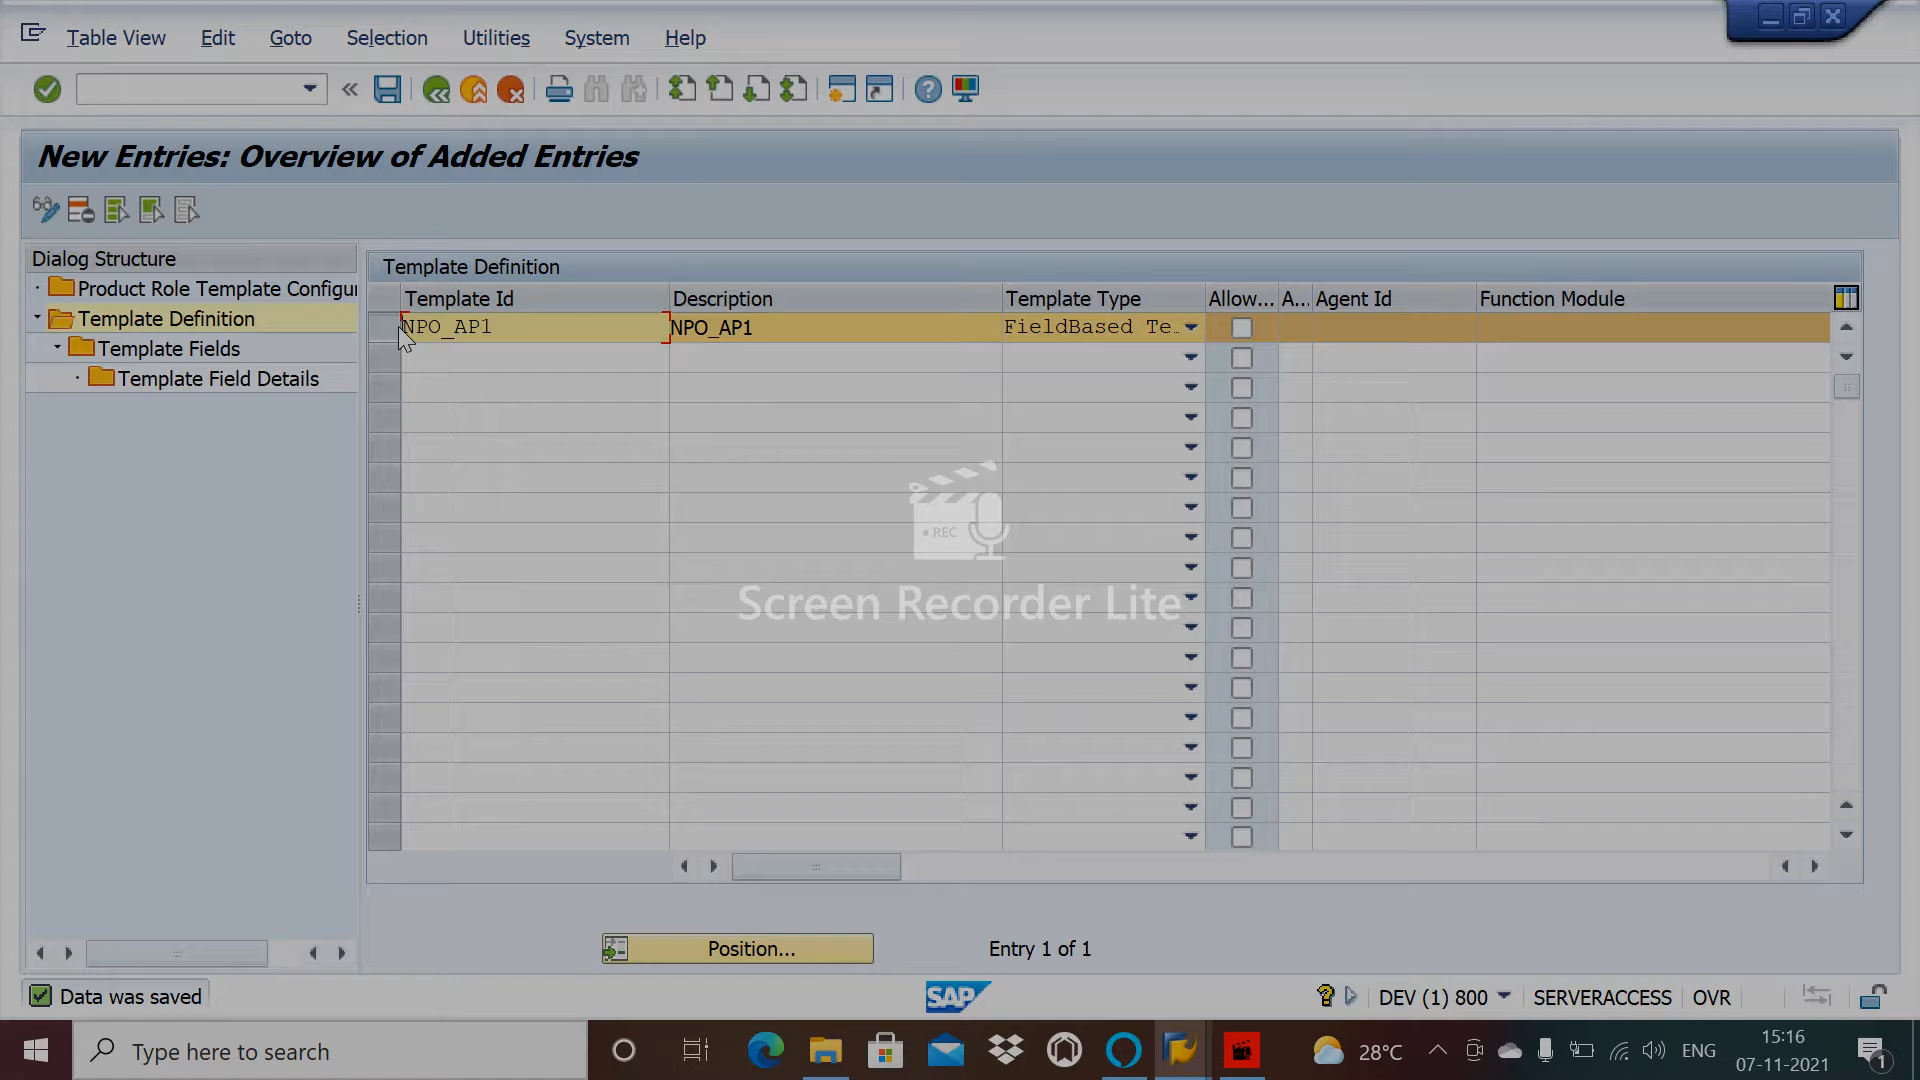 Table View Edit Goto Selection Utilities System Help
New Entries: Overview of Added Entries
Dialog Structure
Product Role Template Configur
Template Definition
Template Fields
Template Field Details
Template Definition
Template Id Description Template Type Allow... A... Agent Id Function Module
NPO_AP1 NPO_AP1 FieldBased Te…
REC
Screen Recorder Lite
Position... Entry 1 of 1
Data was saved
SAP
DEV (1) 800 SERVERACCESS OVR
Type here to search
28°C
ENG
15:16
07-11-2021
1